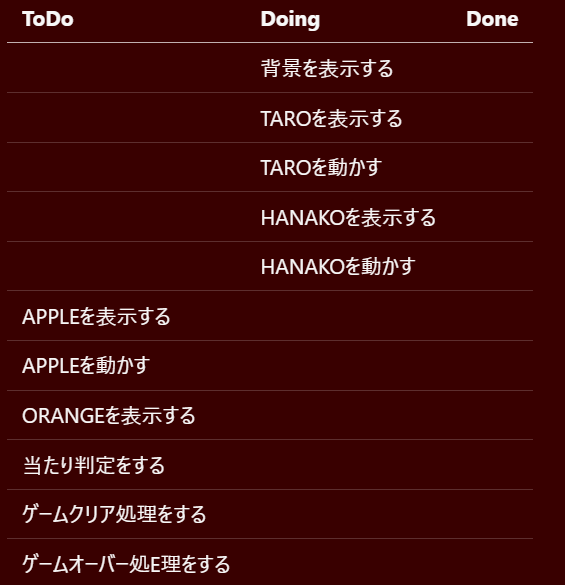 ToDo Doing Done
背景を表示する
TAROを表示する
TAROを動かす
HANAKOを表示する
HANAKOを動かす
APPLEを表示する
APPLEを動かす
ORANGEを表示する
当たり判定をする
ゲームクリア処理をする
ゲームオーバー処E理をする